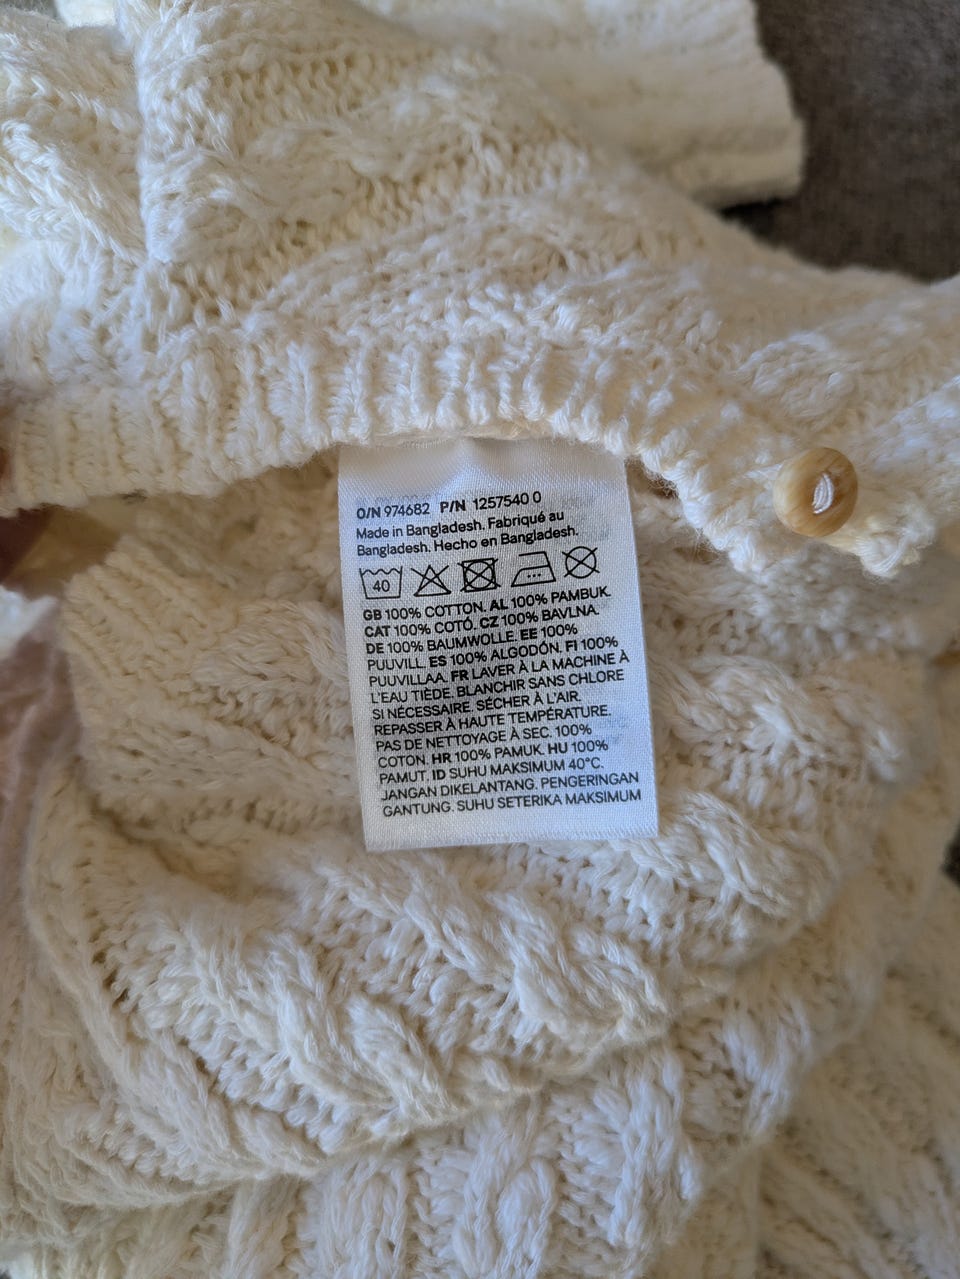 O/N 974682 P/N 1257540 0
Made in Bangladesh. Fabriqué au
Bangladesh. Hecho en Bangladesh.
40
GB 100% COTTON. AL 100% PAMBUK.
CAT 100% COTÓ. CZ 100% BAVLNA.
DE 100% BAUMWOLLE. EE 100%
PUUVILL. ES 100% ALGODÓN. FI 100%
PUUVILLAA. FR LAVER À LA MACHINE À
L'EAU TIÈDE. BLANCHIR SANS CHLORE
SI NÉCESSAIRE. SÉCHER À L'AIR.
REPASSER À HAUTE TEMPÉRATURE.
PAS DE NETTOYAGE À SEC. 100%
COTON. HR 100% PAMUK. HU 100%
PAMUT. ID SUHU MAKSIMUM 40°C.
JANGAN DIKELANTANG. PENGERINGAN
GANTUNG. SUHU SETERIKA MAKSIMUM